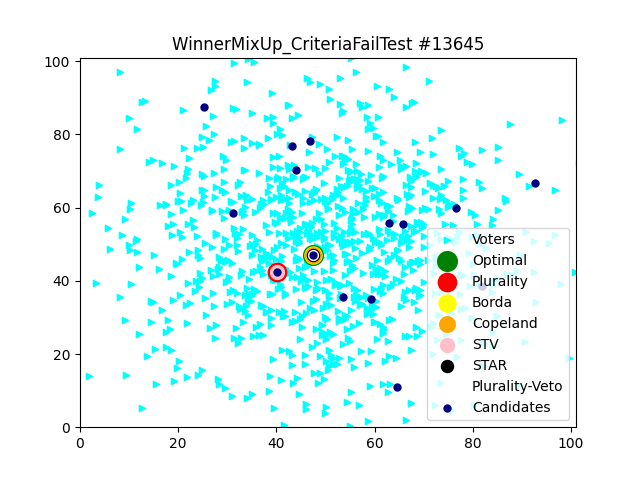 WinnerMixUp_CriteriaFailTest #13645
100
80
60
40
20
0
0
20
40
60
80
100
Voters
Optimal
Plurality
Borda
Copeland
STV
STAR
Plurality-Veto
Candidates